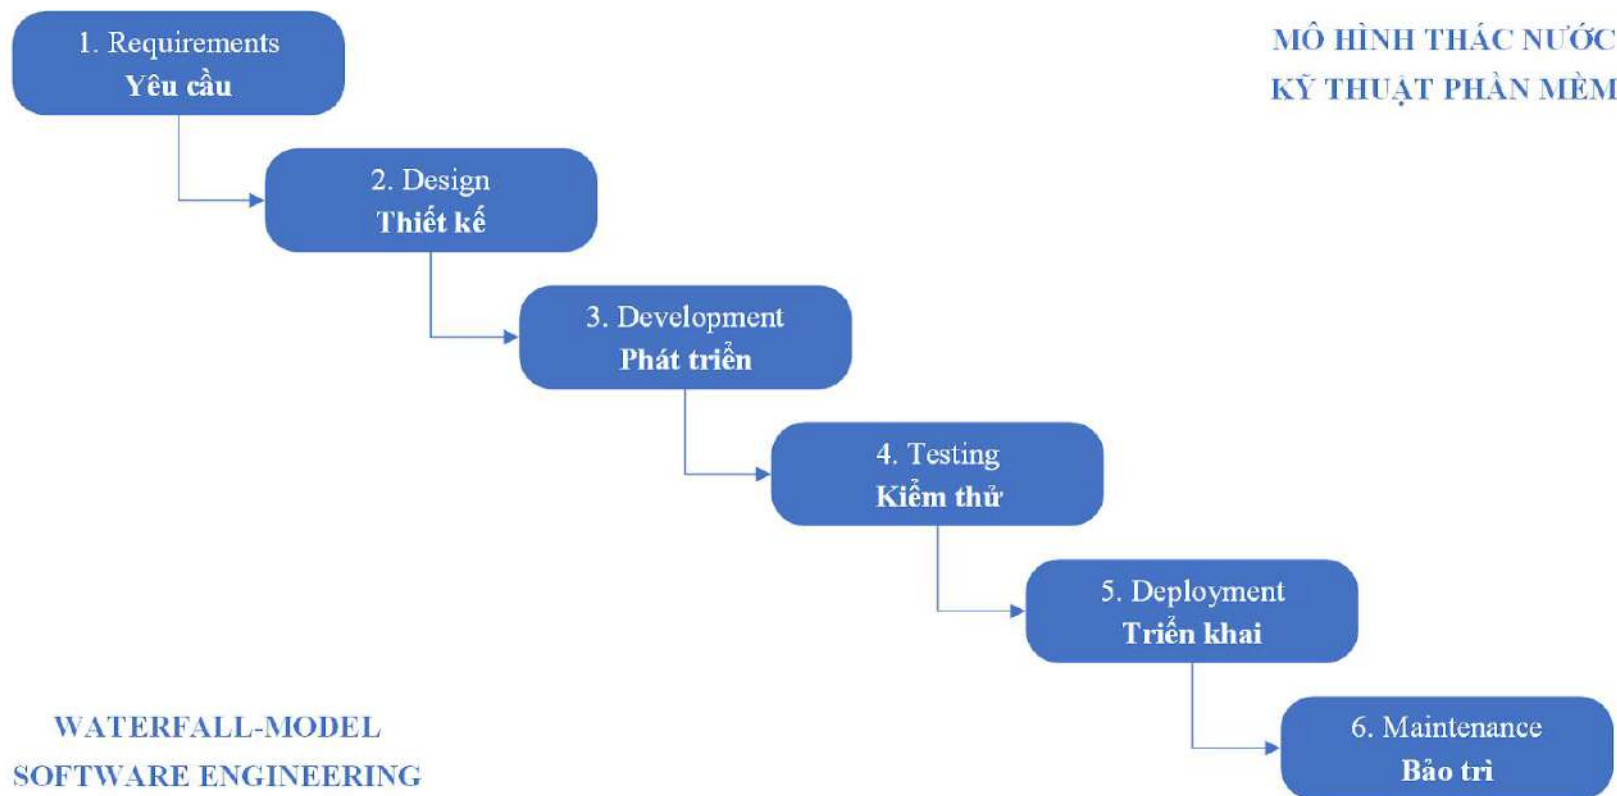 1. Requirements
Yêu cầu
MÔ HÌNH THÁC NƯỚC
KỸ THUẬT PHẦN MỀM
2. Design
Thiết kế
3. Development
Phát triển
4. Testing
Kiểm thử
5. Deployment
Triển khai
6. Maintenance
Bảo trì
WATERFALL-MODEL
SOFTWARE ENGINEERING